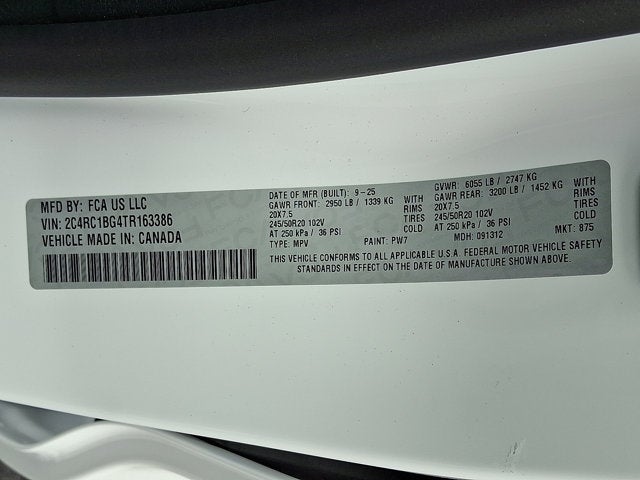 MFD BY: FCA US LLC
VIN: 2C4RC1BG4TR163386
VEHICLE MADE IN: CANADA
DATE OF MFR (BUILT): 9-25
GAWR FRONT: 2950 LB / 1339 KG WITH
20X7.5 RIMS
245/50R20 102V TIRES
AT 250 kPa / 36 PSI COLD
TYPE: MPV PAINT: PW7
GVWR: 6055 LB / 2747 KG
GAWR REAR: 3200 LB / 1452 KG WITH
20X7.5 RIMS
245/50R20 102V TIRES
AT 250 kPa / 36 PSI COLD
MDH: 091312 MKT: 875
THIS VEHICLE CONFORMS TO ALL APPLICABLE U.S.A. FEDERAL MOTOR VEHICLE SAFETY
STANDARDS IN EFFECT ON THE DATE OF MANUFACTURE SHOWN ABOVE.